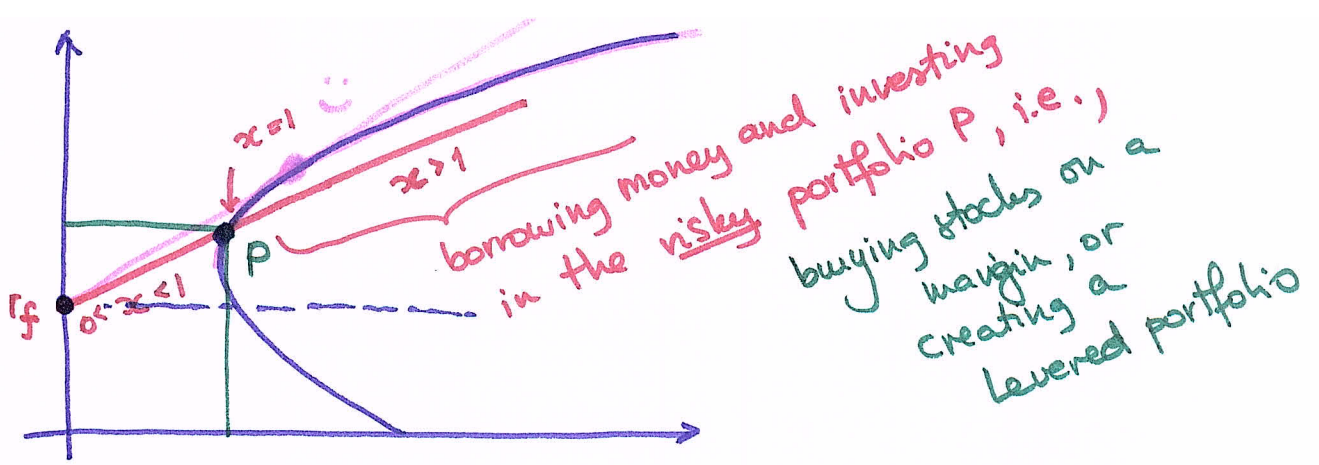 x=1
x>1
P
rf
0<x<1
borrowing money and investing
in the risky portfolio P, i.e.,
buying stocks on a
margin, or
creating a
levered portfolio